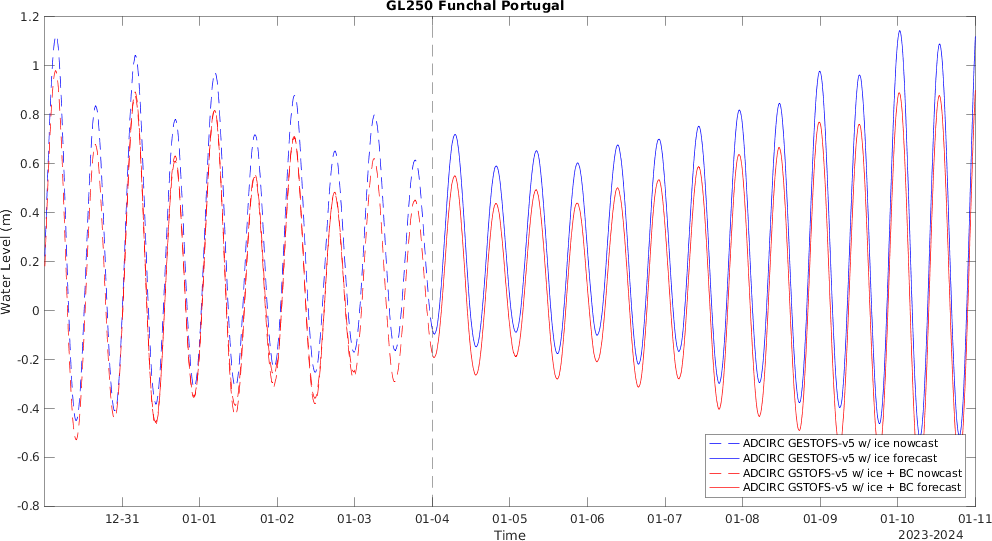 GL250 Funchal Portugal
1.2
1
0.8
0.6
0.4
0.2
0
-0.2
-0.4
-0.6
-0.8
Water Level (m)
ADCIRC GESTOFS-v5 w/ ice nowcast
ADCIRC GESTOFS-v5 w/ ice forecast
ADCIRC GSTOFS-v5 w/ ice + BC nowcast
ADCIRC GSTOFS-v5 w/ ice + BC forecast
12-31 01-01 01-02 01-03 01-04 01-05 01-06 01-07 01-08 01-09 01-10 01-11
Time
2023-2024